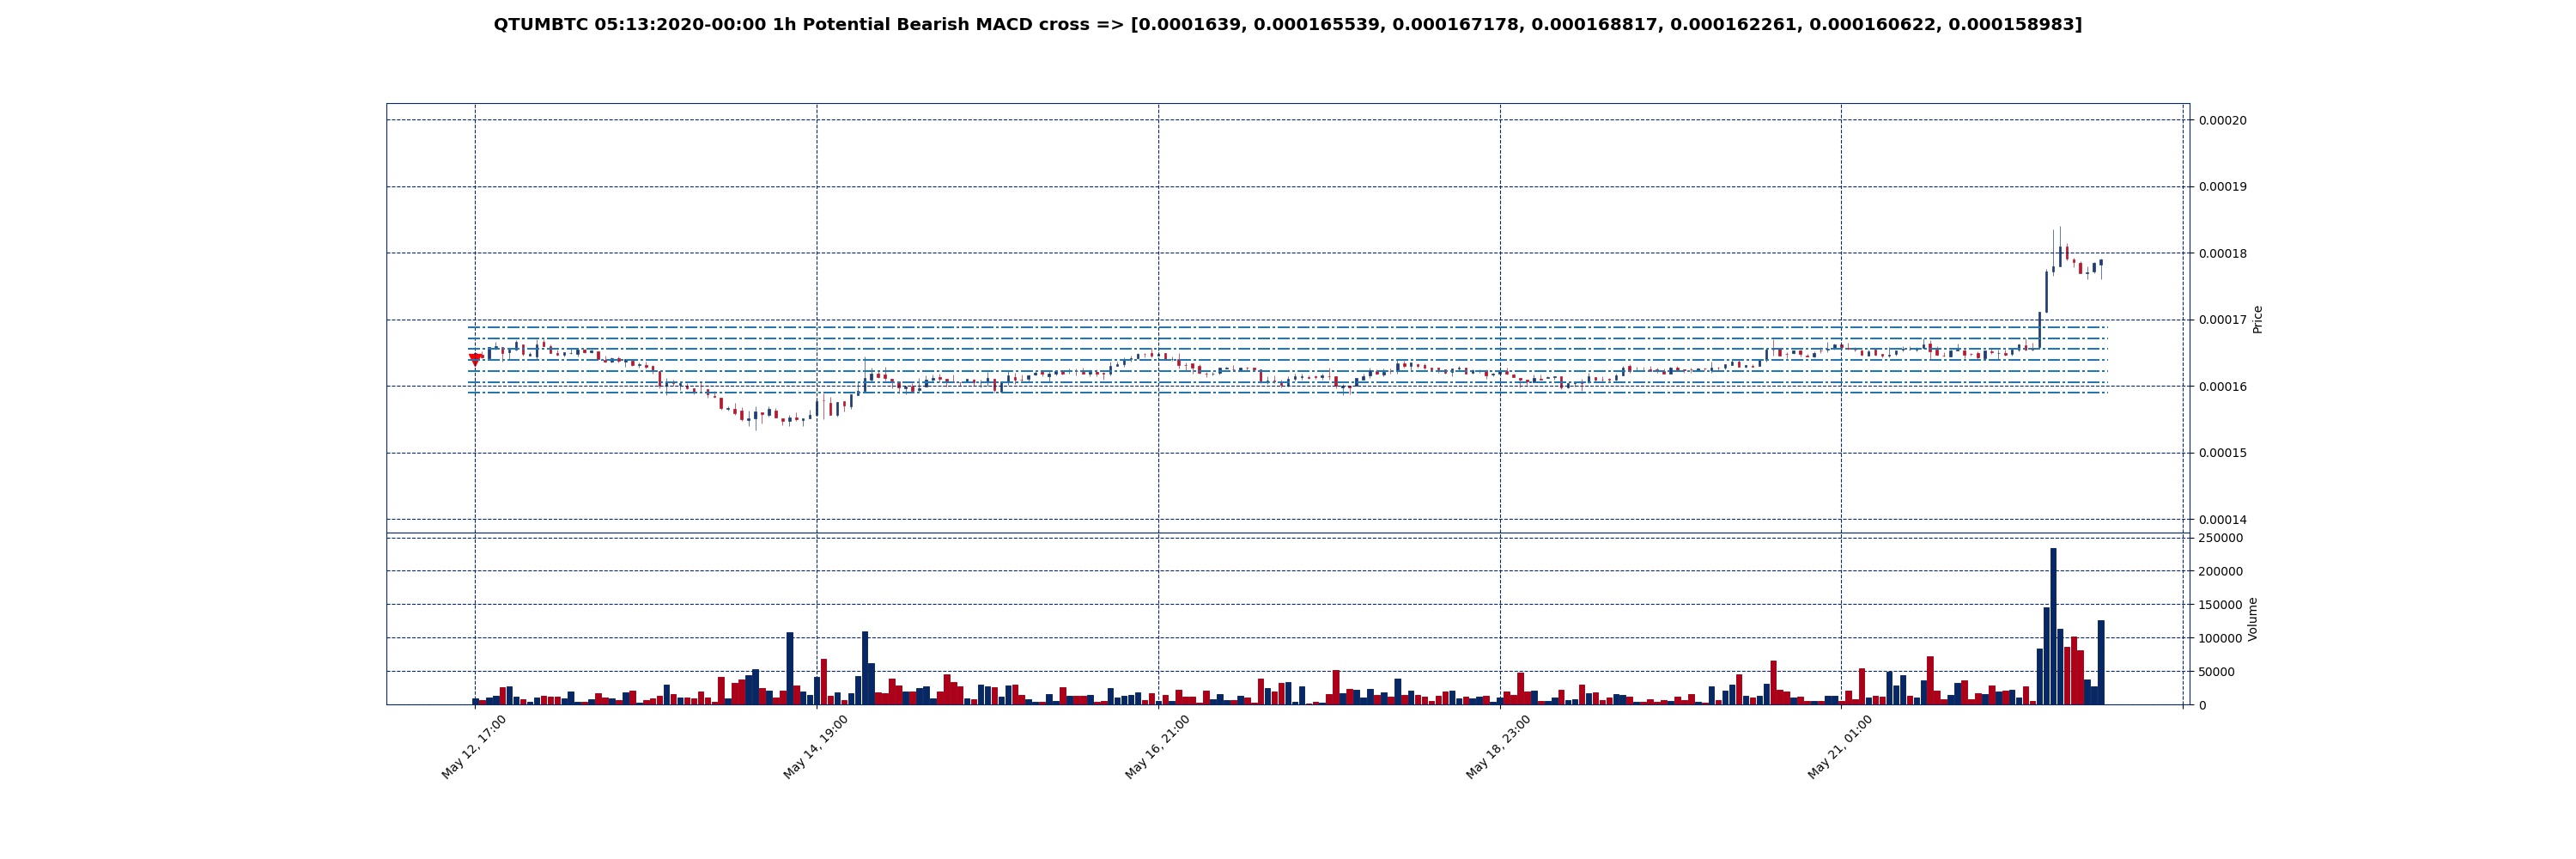 QTUMBTC 05:13:2020-00:00 1h Potential Bearish MACD cross => [0.0001639, 0.000165539, 0.000167178, 0.000168817, 0.000162261, 0.000160622, 0.000158983]
0.00020
0.00019
0.00018
0.00017
0.00016
0.00015
0.00014
Price
250000
200000
150000
100000
50000
0
Volume
May 12, 17:00
May 14, 19:00
May 16, 21:00
May 18, 23:00
May 21, 01:00